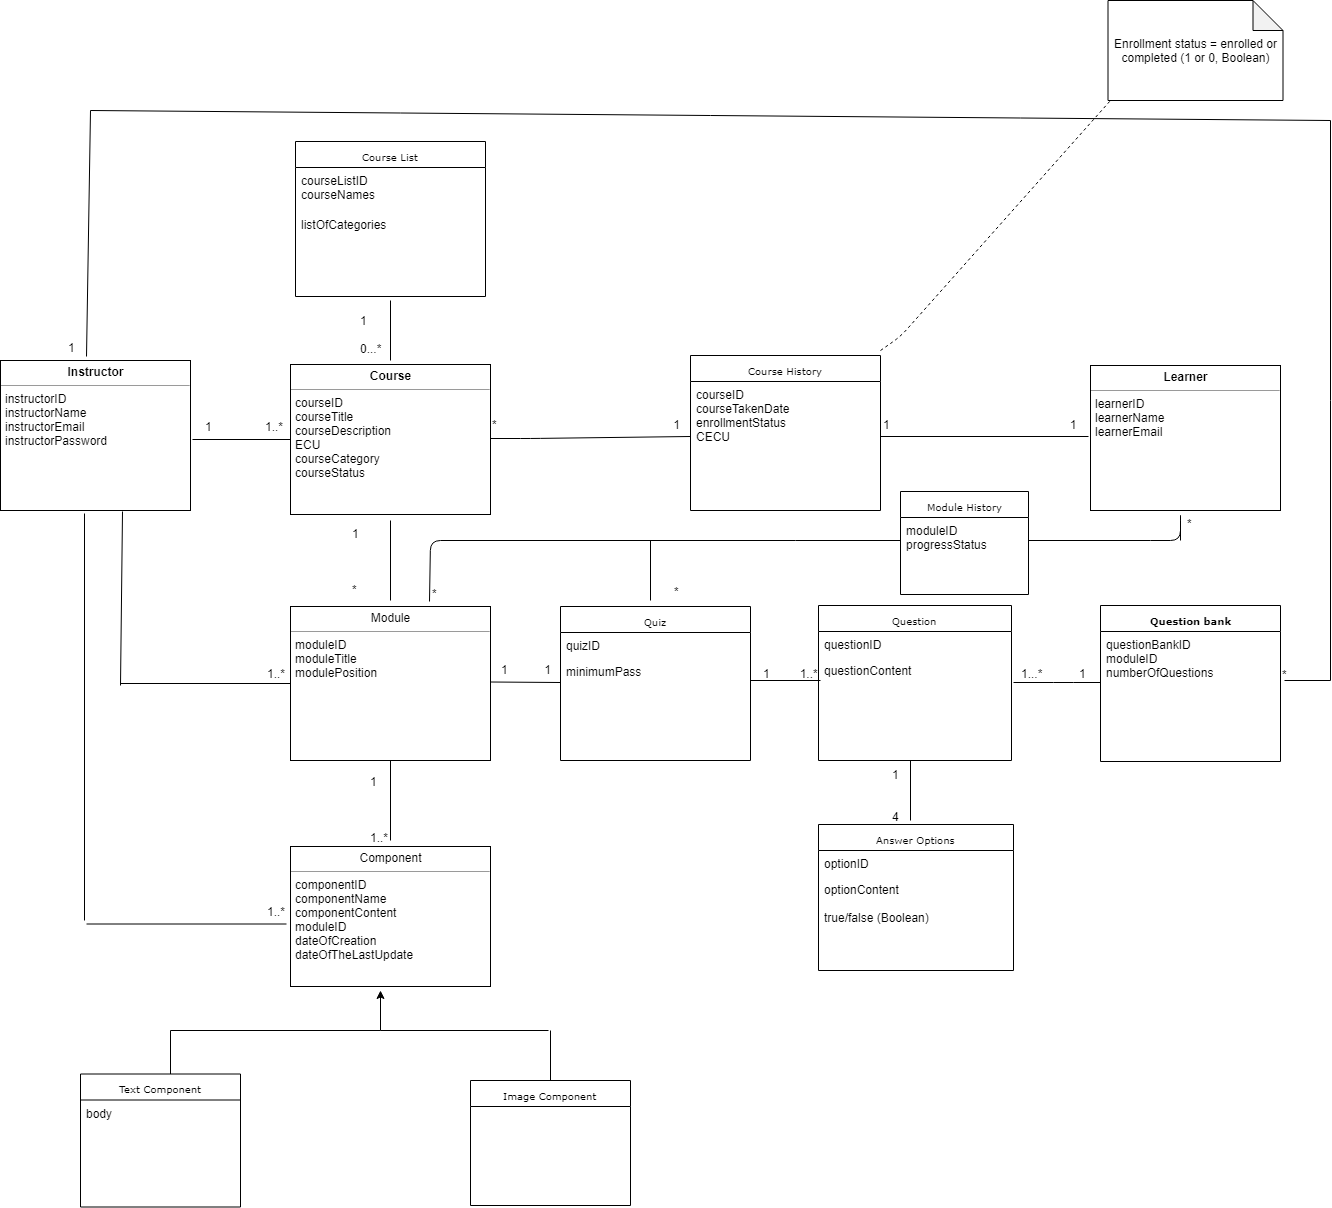 Enrollment status = enrolled or
completed (1 or 0, Boolean)
Course List
courseListID
courseNames
listOfCategories
1
0...*
1
Instructor
instructorID
instructorName
instructorEmail
instructorPassword
1
1..*
Course
courseID
courseTitle
courseDescription
ECU
courseCategory
courseStatus
*
1
Course History
courseID
courseTakenDate
enrollmentStatus
CECU
1
1
Learner
learnerID
learnerName
learnerEmail
*
Module History
moduleID
progressStatus
1
*
*
*
Module
moduleID
moduleTitle
modulePosition
1..*
1
1
Quiz
quizID
minimumPass
1
1..*
Question
questionID
questionContent
1...*
1
Question bank
questionBankID
moduleID
numberOfQuestions
*
1
1..*
1
4
Answer Options
optionID
optionContent
true/false (Boolean)
Component
componentID
componentName
componentContent
moduleID
dateOfCreation
dateOfTheLastUpdate
1..*
Text Component
body
Image Component